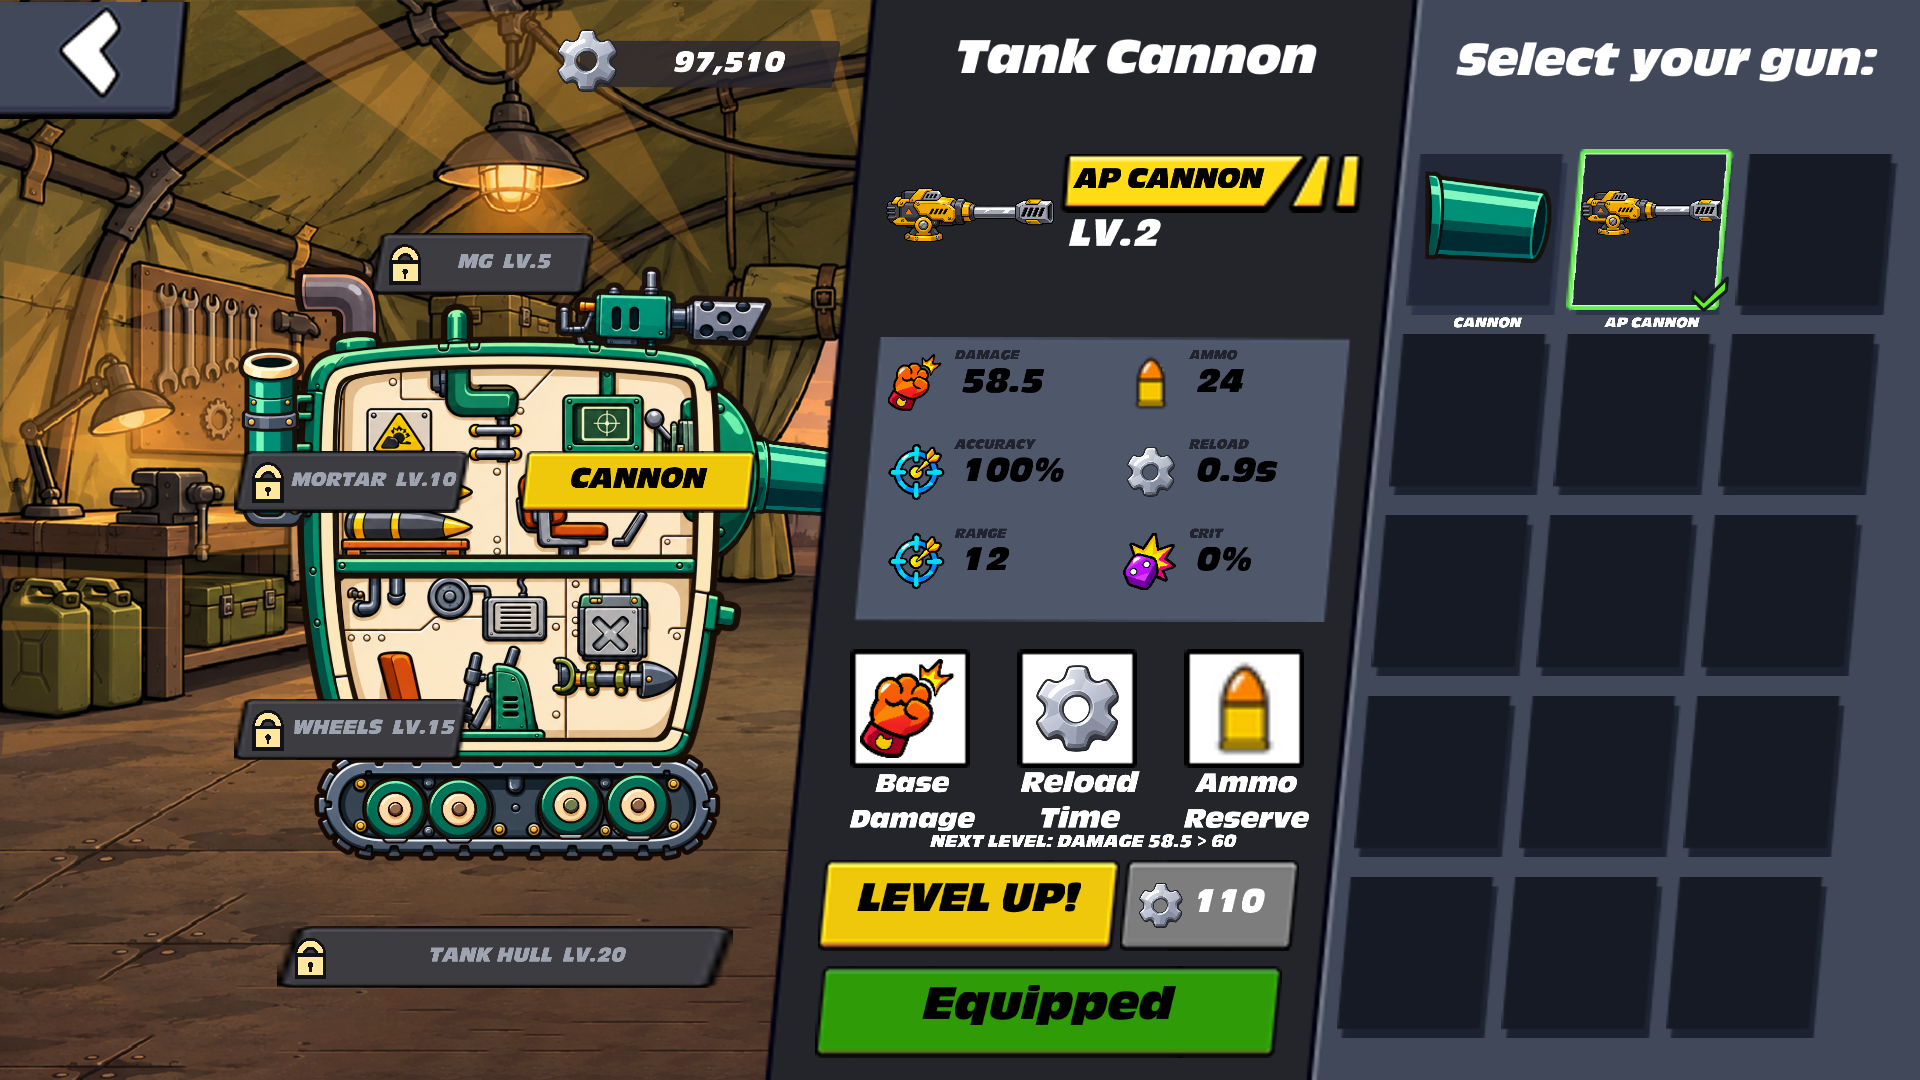 97,510
MG LV.5
MORTAR LV.10
CANNON
WHEELS LV.15
TANK HULL LV.20
Tank Cannon
AP CANNON
LV.2
DAMAGE
58.5
AMMO
24
ACCURACY
100%
RELOAD
0.9s
RANGE
12
CRIT
0%
Base
Damage
Reload
Time
Ammo
Reserve
NEXT LEVEL: DAMAGE 58.5 > 60
LEVEL UP!
110
Equipped
Select your gun:
CANNON
AP CANNON